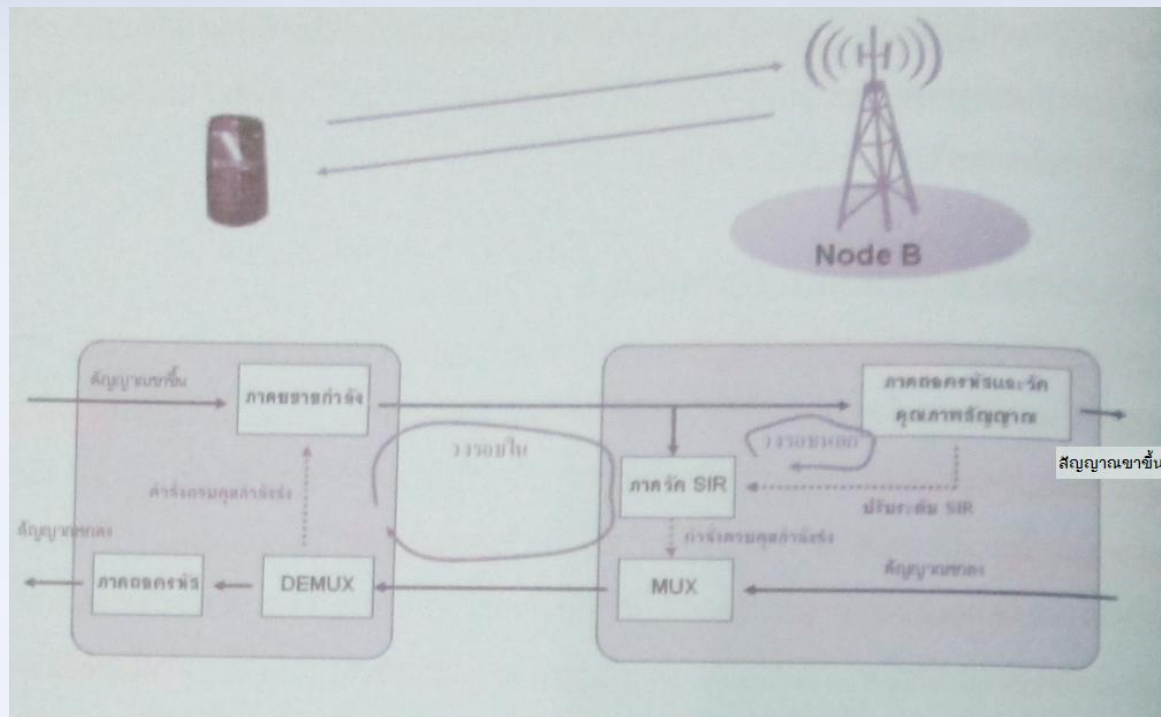 Node B
สัญญาณขาขึ้น
ภาคขยายกำลัง
ภาคถอดรหัสและวัด
คุณภาพสัญญาณ
วงรอบใน
วงรอบนอก
สัญญาณขาขึ้น
ภาควัด SIR
คำสั่งควบคุมกำลังส่ง
ปรับระดับ SIR
สัญญาณขาลง
คำสั่งควบคุมกำลังส่ง
สัญญาณขาลง
ภาคถอดรหัส
DEMUX
MUX